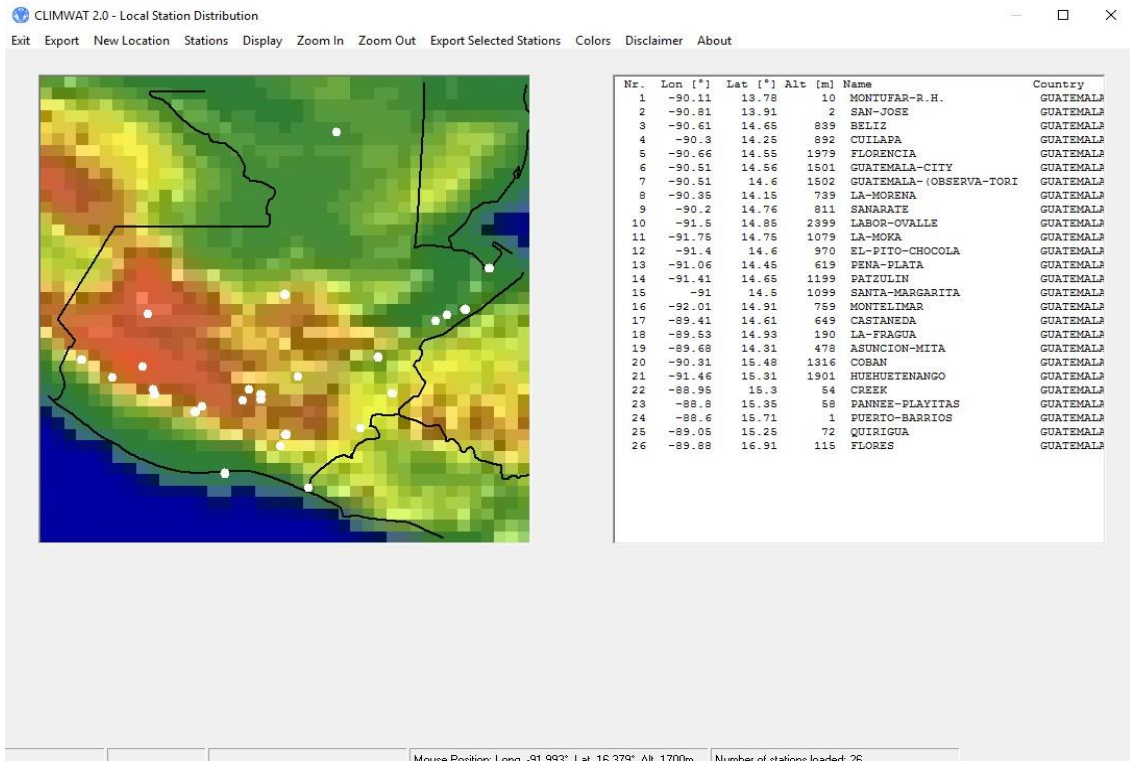 CLIMWAT 2.0 - Local Station Distribution
Exit Export New Location Stations Display Zoom In Zoom Out Export Selected Stations Colors Disclaimer About
Nr. Lon [°] Lat [°] Alt [m] Name Country
1 -90.11 13.78 10 MONTUFAR-R.H. GUATEMALA
2 -90.81 13.91 2 SAN-JOSE GUATEMALA
3 -90.61 14.65 839 BELIZ GUATEMALA
4 -90.3 14.25 892 CUILAPA GUATEMALA
5 -90.66 14.55 1979 FLORENCIA GUATEMALA
6 -90.51 14.56 1501 GUATEMALA-CITY GUATEMALA
7 -90.51 14.6 1502 GUATEMALA-(OBSERVA-TORI GUATEMALA
8 -90.35 14.15 739 LA-MORENA GUATEMALA
9 -90.2 14.76 811 SANARATE GUATEMALA
10 -91.5 14.85 2399 LABOR-OVALLE GUATEMALA
11 -91.75 14.75 1079 LA-MOKA GUATEMALA
12 -91.4 14.6 970 EL-PITO-CHOCOLA GUATEMALA
13 -91.06 14.45 619 PENA-PLATA GUATEMALA
14 -91.41 14.65 1199 PATZULIN GUATEMALA
15 -91 14.5 1099 SANTA-MARGARITA GUATEMALA
16 -92.01 14.91 759 MONTELIMAR GUATEMALA
17 -89.41 14.61 649 CASTANEDA GUATEMALA
18 -89.53 14.93 190 LA-FRAGUA GUATEMALA
19 -89.68 14.31 478 ASUNCION-MITA GUATEMALA
20 -90.31 15.48 1316 COBAN GUATEMALA
21 -91.46 15.31 1901 HUEHUETENANGO GUATEMALA
22 -88.95 15.3 54 CREEK GUATEMALA
23 -88.8 15.35 58 PANNEE-PLAYITAS GUATEMALA
24 -88.6 15.71 1 PUERTO-BARRIOS GUATEMALA
25 -89.05 15.25 72 QUIRIGUA GUATEMALA
26 -89.88 16.91 115 FLORES GUATEMALA
Mouse Position: Long. -91.993°, Lat. 16.379°, Alt. 1700m Number of stations loaded: 26